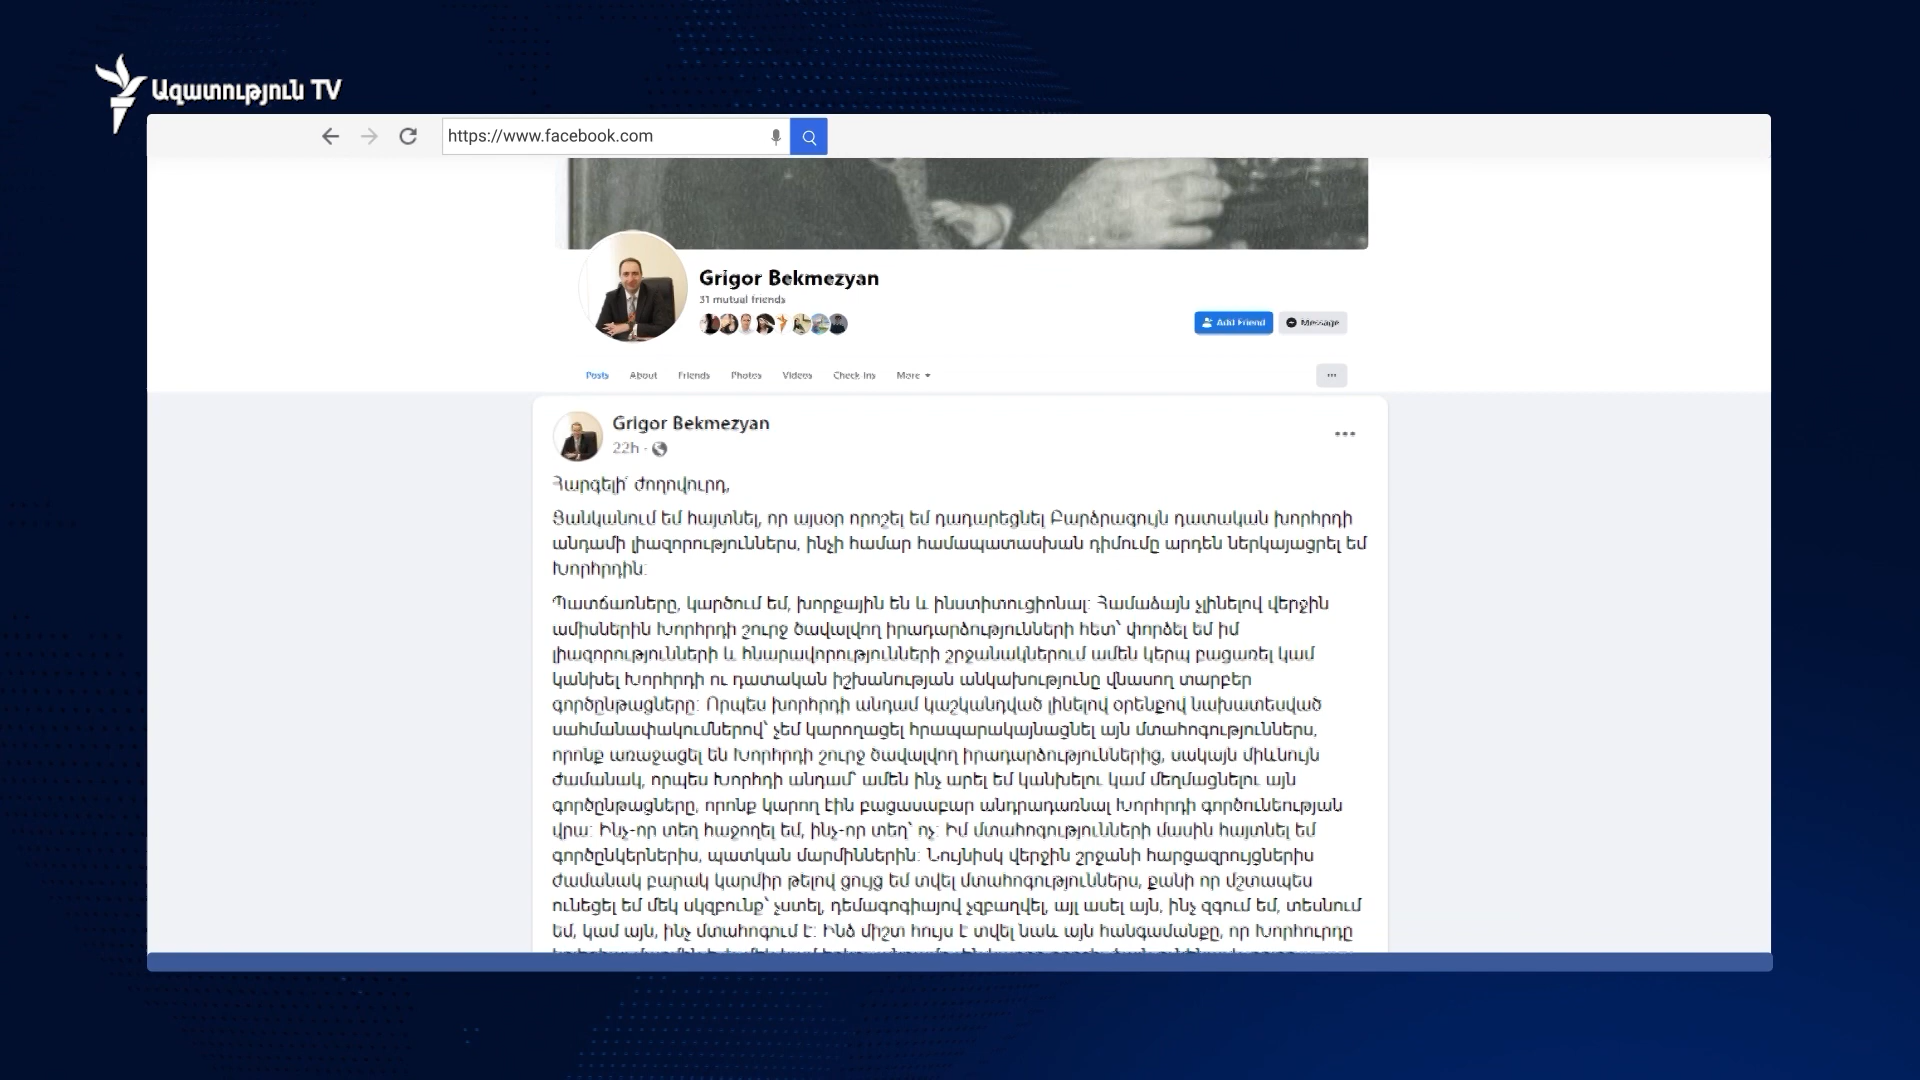 Ազատություն TV
https://www.facebook.com
Grigor Bekmezyan
31 mutual friends
Add Friend
Message
Posts About Friends Photos Videos Check Ins More
Grigor Bekmezyan
22h
Հարգելի՛ ժողովուրդ,
Ցանկանում եմ հայտնել, որ այսօր որոշել եմ դադարեցնել Բարձրագույն դատական խորհրդի
անդամի լիազորություններս, ինչի համար համապատասխան դիմումը արդեն ներկայացրել եմ
Խորհրդին։
Պատճառները, կարծում եմ, խորքային են և ինստիտուցիոնալ։ Համաձայն չլինելով վերջին
ամիսներին Խորհրդի շուրջ ծավալվող իրադարձությունների հետ՝ փորձել եմ իմ
լիազորությունների և հնարավորությունների շրջանակներում ամեն կերպ բացառել կամ
կանխել Խորհրդի ու դատական իշխանության անկախությունը վնասող տարբեր
գործընթացները։ Որպես խորհրդի անդամ կաշկանդված լինելով օրենքով նախատեսված
սահմանափակումներով՝ չեմ կարողացել հրապարակայնացնել այն մտահոգություններս,
որոնք առաջացել են Խորհրդի շուրջ ծավալվող իրադարձություններից, սակայն միևնույն
ժամանակ, որպես Խորհդի անդամ՝ ամեն ինչ արել եմ կանխելու կամ մեղմացնելու այն
գործընթացները, որոնք կարող էին բացասաբար անդրադառնալ Խորհրդի գործունեության
վրա։ Ինչ-որ տեղ հաջողել եմ, ինչ-որ տեղ՝ ոչ։ Իմ մտահոգությունների մասին հայտնել եմ
գործընկերներիս, պատկան մարմիններին։ Նույնիսկ վերջին շրջանի հարցազրույցներիս
ժամանակ բարակ կարմիր թելով ցույց եմ տվել մտահոգություններս, քանի որ մշտապես
ունեցել եմ մեկ սկզբունք՝ չստել, դեմագոգիայով չզբաղվել, այլ ասել այն, ինչ զգում եմ, տեսնում
եմ, կամ այն, ինչ մտահոգում է։ Ինձ միշտ հույս է տվել նաև այն հանգամանքը, որ Խորհուրդը